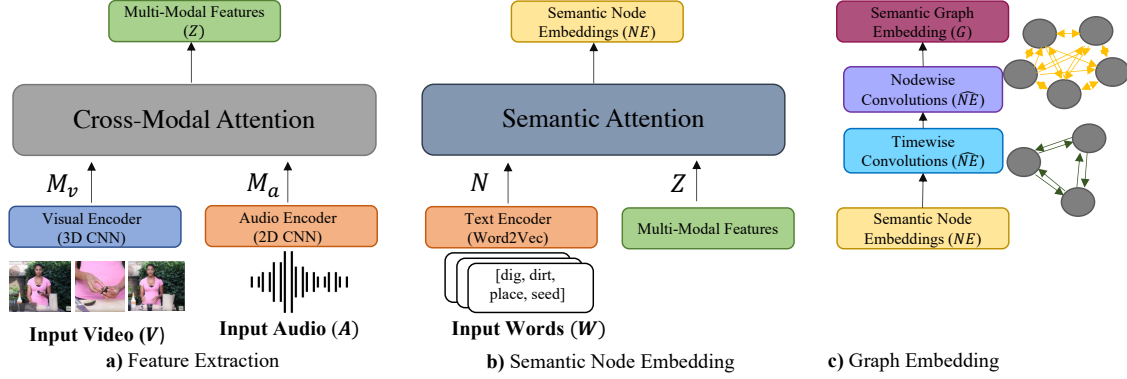 Multi-Modal Features
(Z)
Cross-Modal Attention
M_v
M_a
Visual Encoder
(3D CNN)
Audio Encoder
(2D CNN)
Input Video (V)
Input Audio (A)
a) Feature Extraction
Semantic Node
Embeddings (NE)
Semantic Attention
N
Z
Text Encoder
(Word2Vec)
Multi-Modal Features
[dig, dirt,
place, seed]
Input Words (W)
b) Semantic Node Embedding
Semantic Graph
Embedding (G)
Nodewise
Convolutions (N̂E)
Timewise
Convolutions (N̂E)
Semantic Node
Embeddings (NE)
c) Graph Embedding